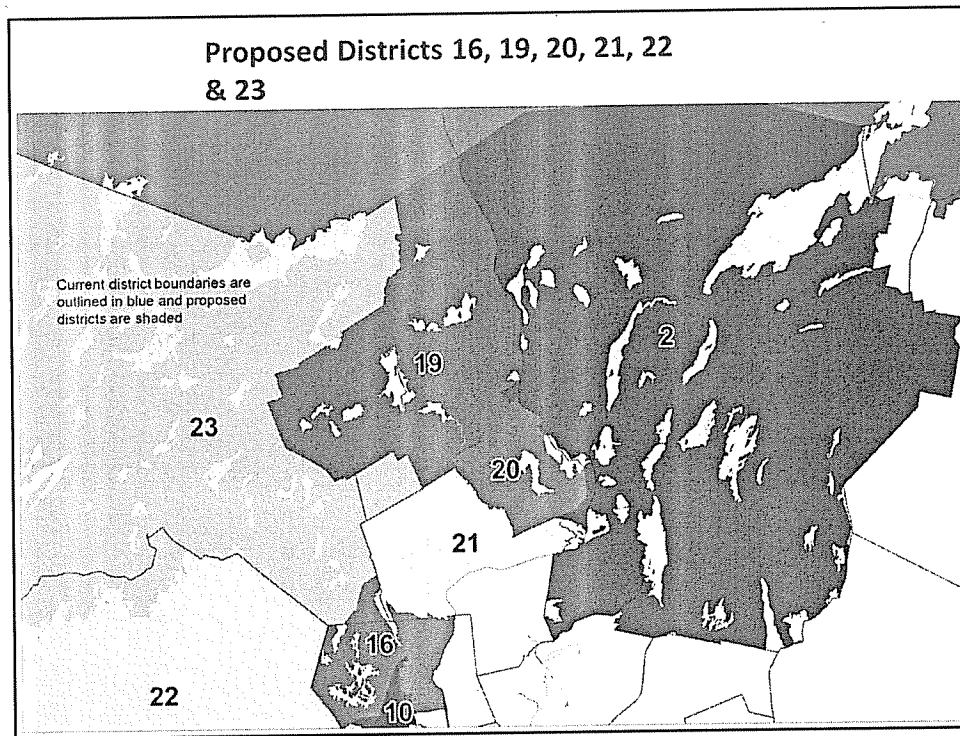 Proposed Districts 16, 19, 20, 21, 22
& 23
Current district boundaries are
outlined in blue and proposed
districts are shaded
2
19
23
20
21
16
22
10